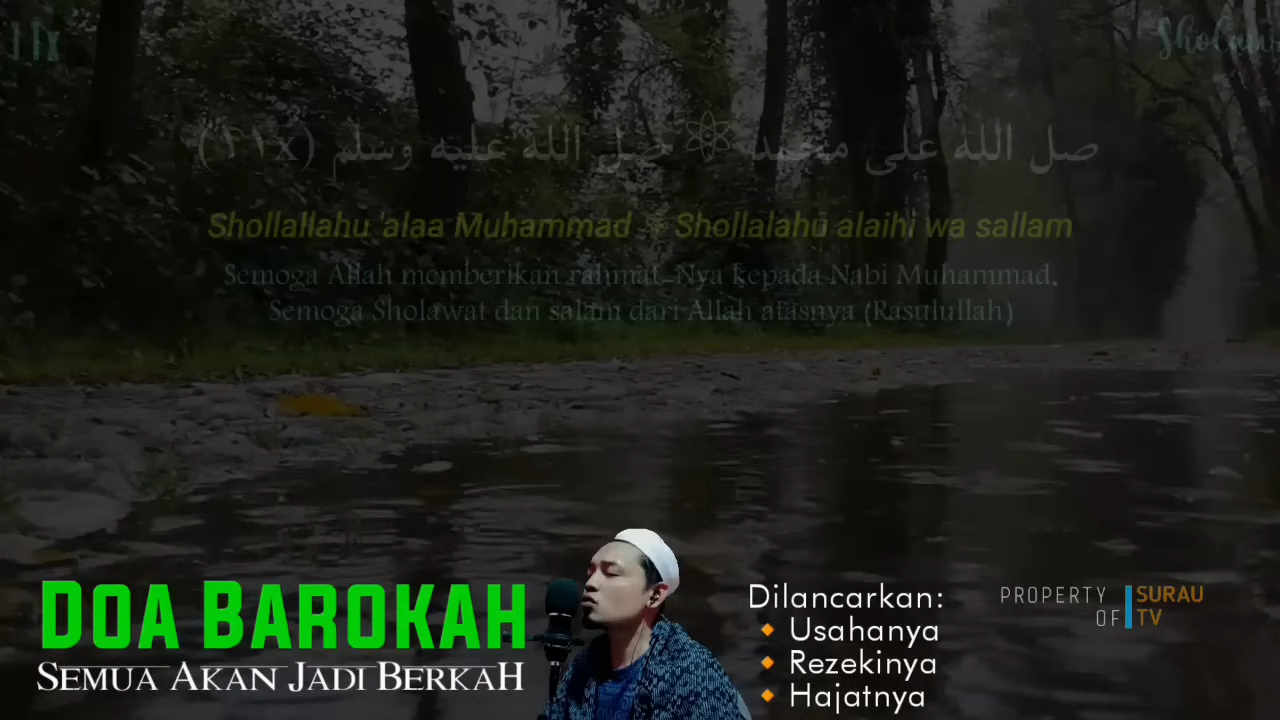 11x
صل الله على محمد ⚛ صل الله عليه وسلم (١١x)
Shollallahu 'alaa Muhammad + Shollalahu alaihi wa sallam
Semoga Allah memberikan rahmat-Nya kepada Nabi Muhammad,
Semoga Sholawat dan salam dari Allah atasnya (Rasulullah)
DOA BAROKAH
SEMUA AKAN JADI BERKAH
Dilancarkan:
🔸 Usahanya
🔸 Rezekinya
🔸 Hajatnya
PROPERTY OF
SURAU TV